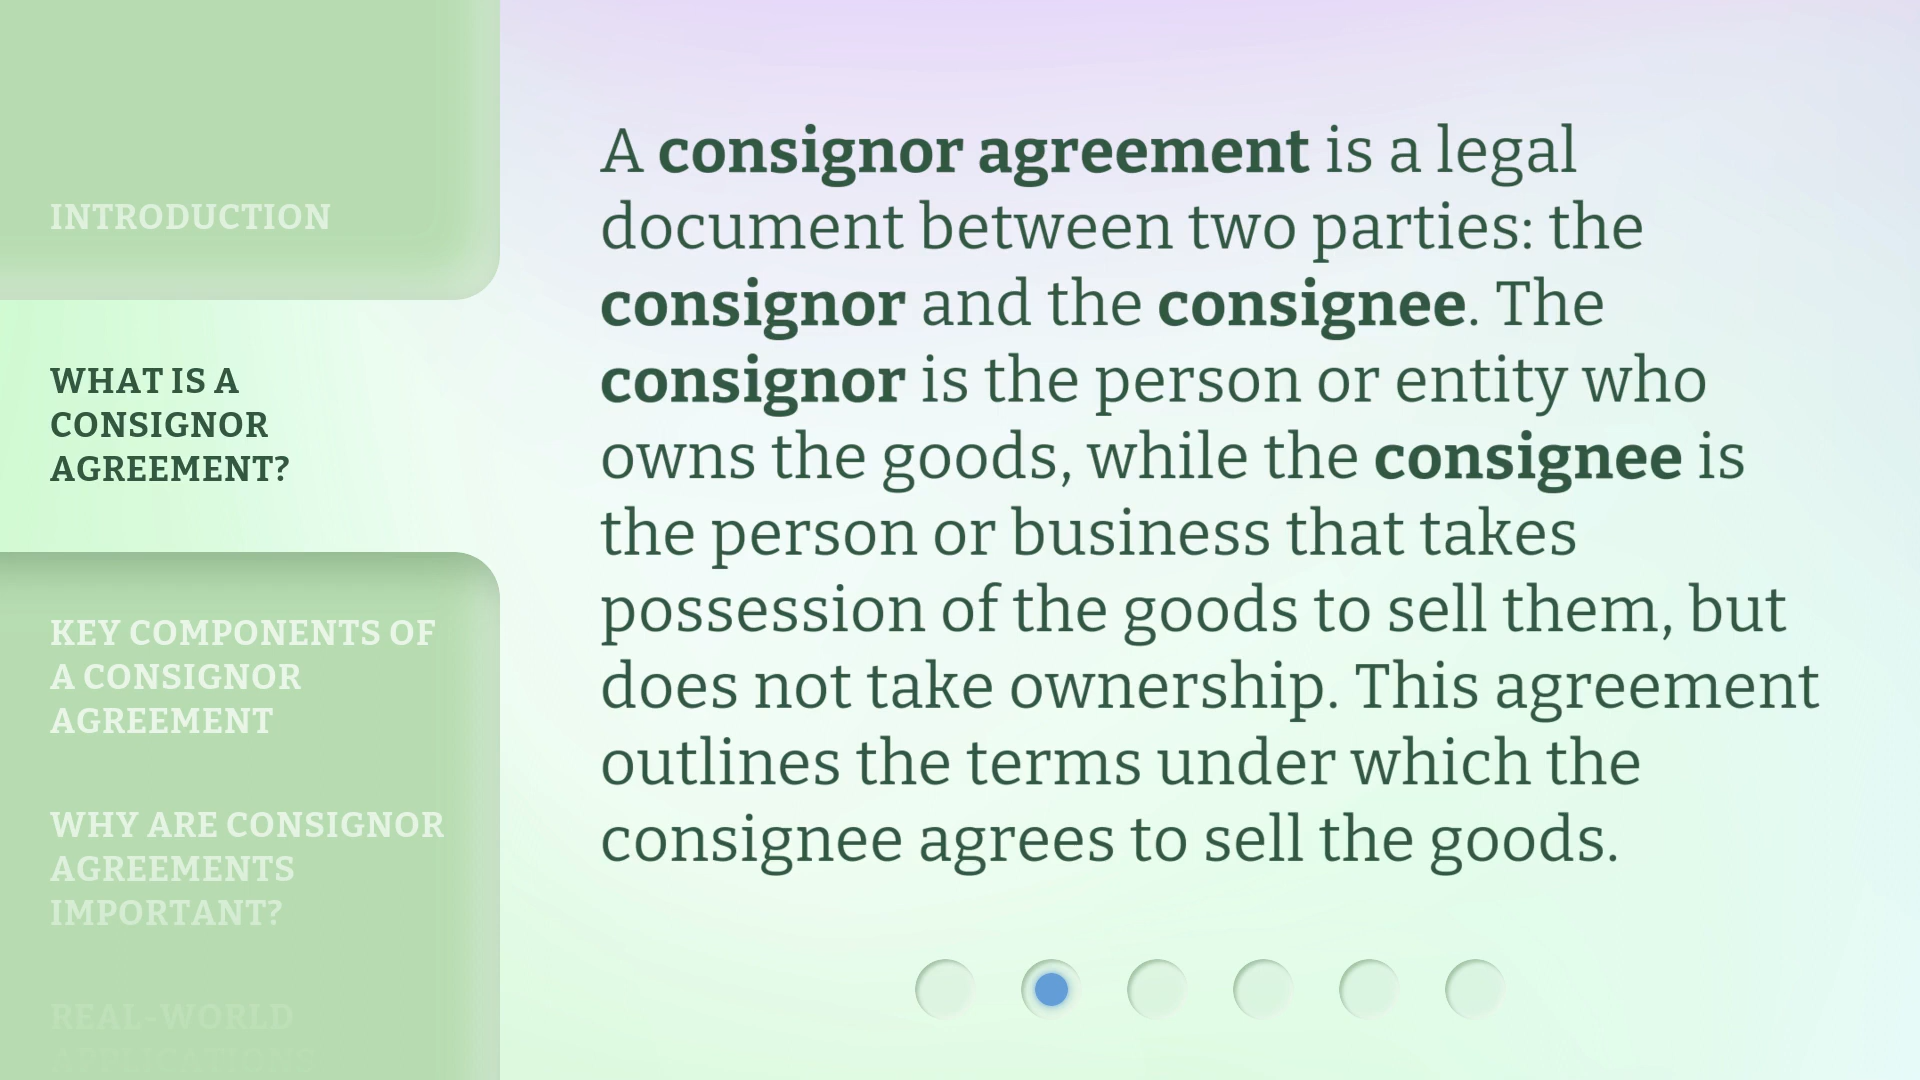 INTRODUCTION
WHAT IS A
CONSIGNOR
AGREEMENT?
KEY COMPONENTS OF
A CONSIGNOR
AGREEMENT
WHY ARE CONSIGNOR
AGREEMENTS
IMPORTANT?
REAL-WORLD
APPLICATIONS
A consignor agreement is a legal
document between two parties: the
consignor and the consignee. The
consignor is the person or entity who
owns the goods, while the consignee is
the person or business that takes
possession of the goods to sell them, but
does not take ownership. This agreement
outlines the terms under which the
consignee agrees to sell the goods.